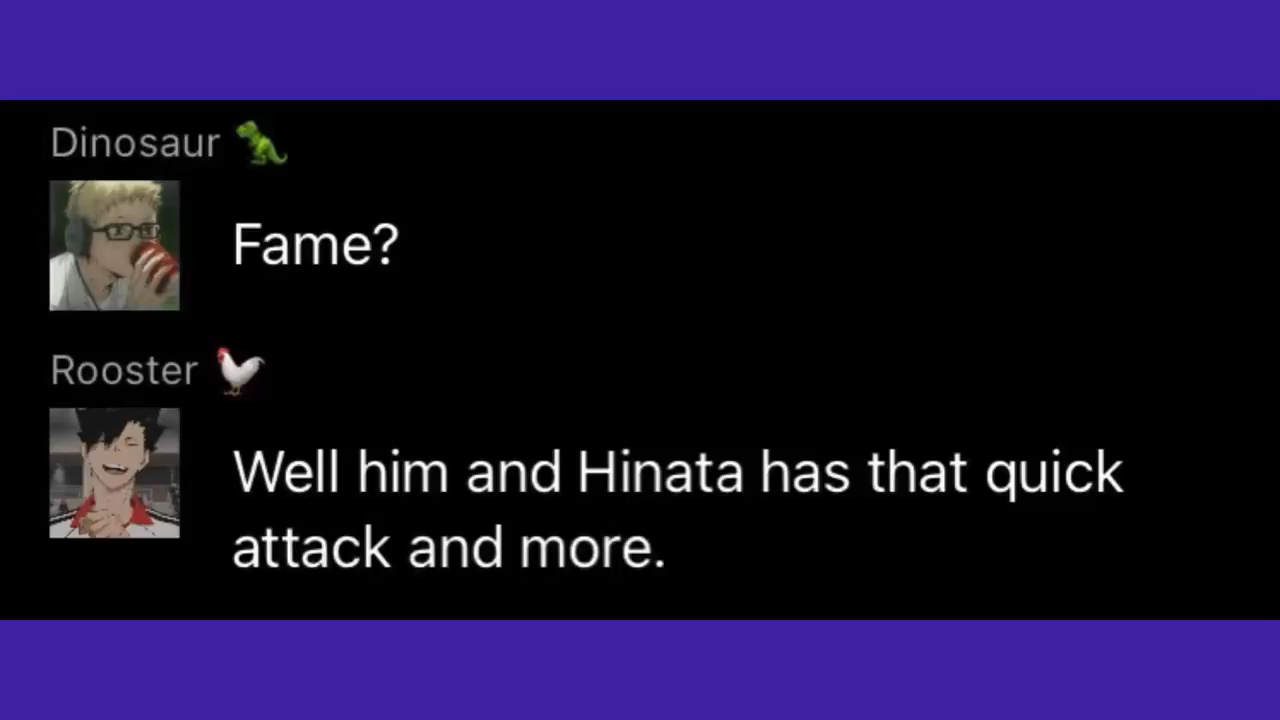 Dinosaur 🦖
Fame?
Rooster 🐓
Well him and Hinata has that quick
attack and more.